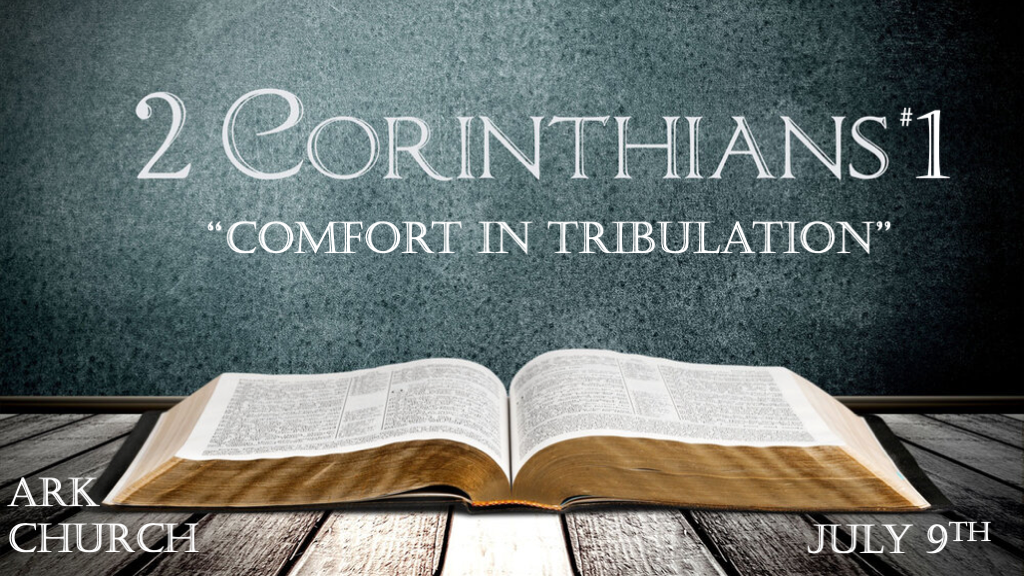 2 CORINTHIANS #1
“COMFORT IN TRIBULATION”
ARK
CHURCH
JULY 9TH